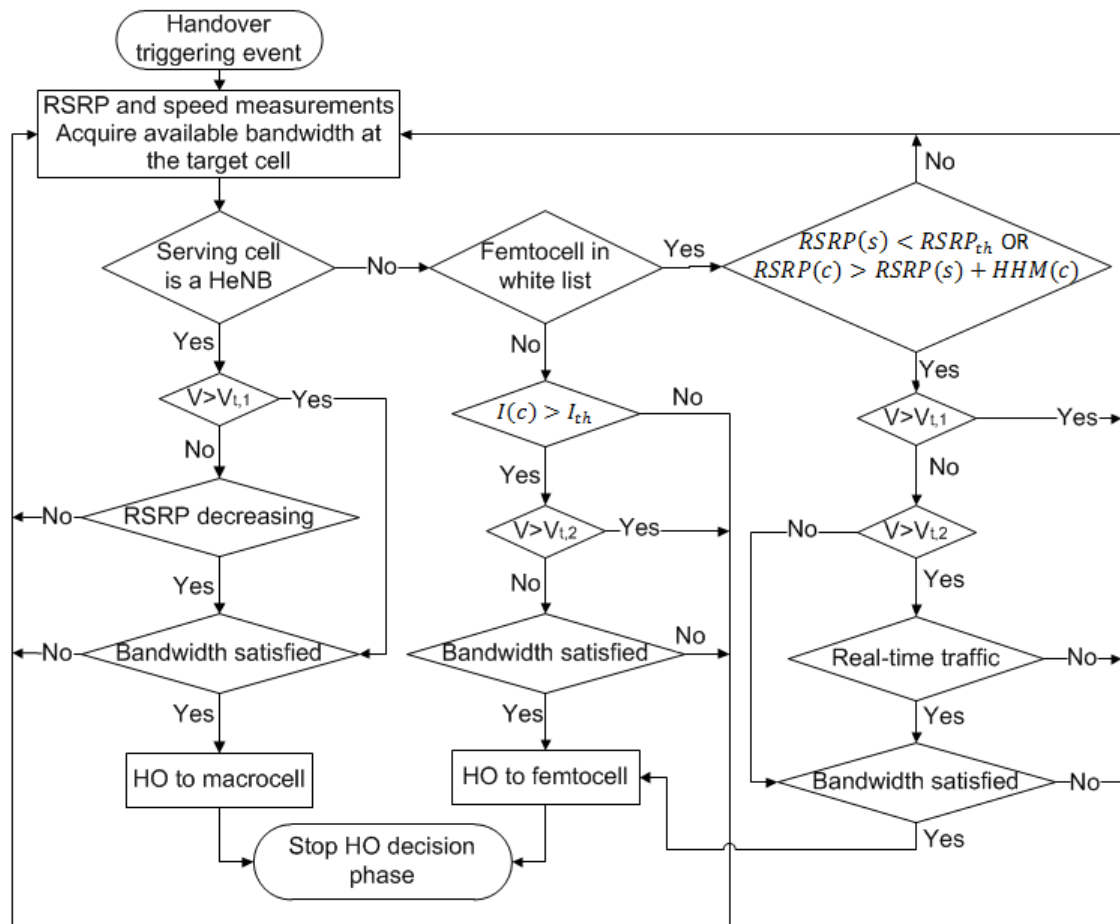 Handover
triggering event
RSRP and speed measurements
Acquire available bandwidth at
the target cell
Serving cell
is a HeNB
No
Femtocell in
white list
Yes
No
RSRP(s) < RSRP_th OR
RSRP(c) > RSRP(s) + HHM(c)
Yes
No
Yes
V>V_t,1
Yes
No
I(c) > I_th
No
V>V_t,1
Yes
No
No
RSRP decreasing
Yes
V>V_t,2
Yes
No
V>V_t,2
Yes
Yes
No
Real-time traffic
No
No
Bandwidth satisfied
Bandwidth satisfied
No
Yes
Yes
Yes
Bandwidth satisfied
No
HO to macrocell
HO to femtocell
Yes
Stop HO decision
phase